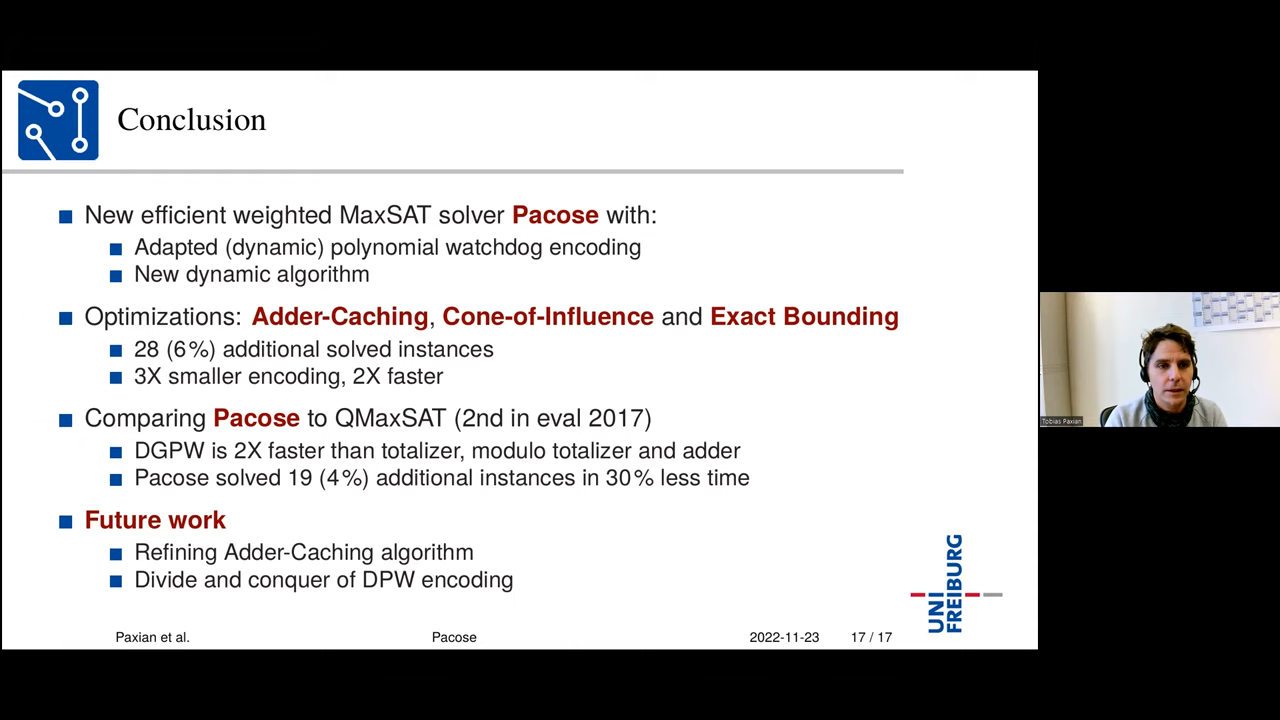 Conclusion
New efficient weighted MaxSAT solver Pacose with:
Adapted (dynamic) polynomial watchdog encoding
New dynamic algorithm
Optimizations: Adder-Caching, Cone-of-Influence and Exact Bounding
28 (6%) additional solved instances
3X smaller encoding, 2X faster
Comparing Pacose to QMaxSAT (2nd in eval 2017)
DGPW is 2X faster than totalizer, modulo totalizer and adder
Pacose solved 19 (4%) additional instances in 30% less time
Future work
Refining Adder-Caching algorithm
Divide and conquer of DPW encoding
UNI
FREIBURG
Paxian et al.
Pacose
2022-11-23
17 / 17
Tobias Paxian